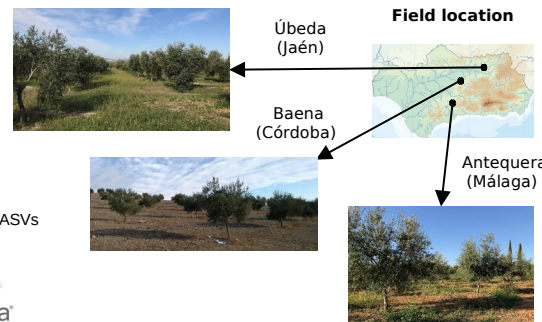 Field location
Úbeda
(Jaén)
Baena
(Córdoba)
Antequera
(Málaga)
ASVs